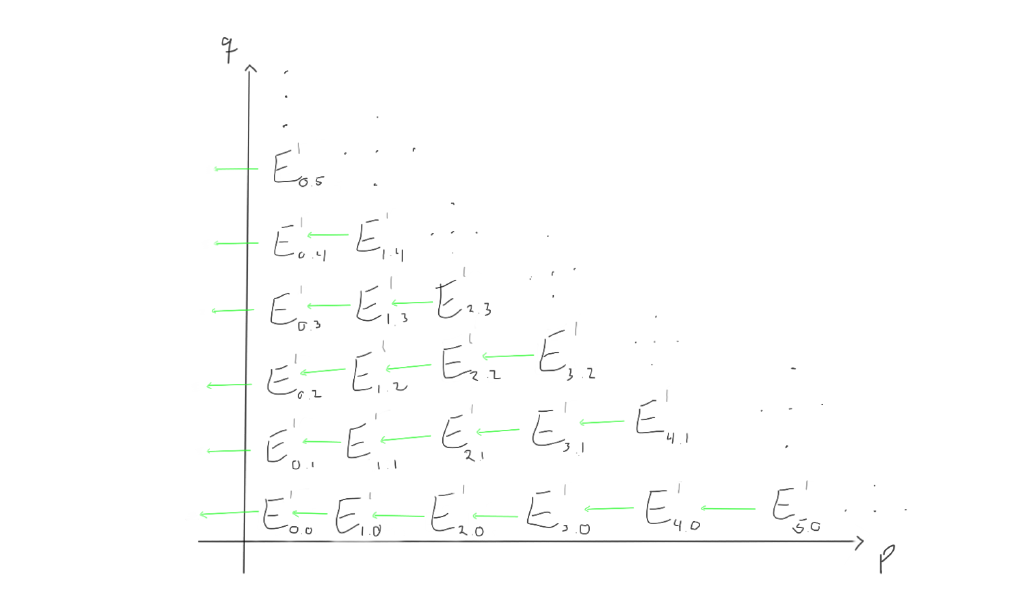 q
E¹₀.₅
E¹₀.₄ E¹₁.₄
E¹₀.₃ E¹₁.₃ E¹₂.₃
E¹₀.₂ E¹₁.₂ E¹₂.₂ E¹₃.₂
E¹₀.₁ E¹₁.₁ E¹₂.₁ E¹₃.₁ E¹₄.₁
E¹₀.₀ E¹₁.₀ E¹₂.₀ E¹₃.₀ E¹₄.₀ E¹₅.₀
p